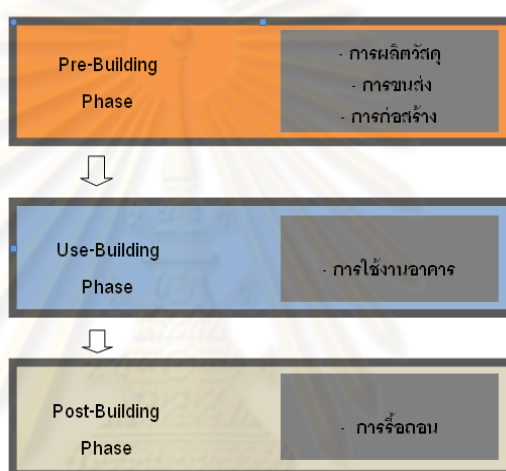 Pre-Building
Phase
- การผลิตวัสดุ
- การขนส่ง
- การก่อสร้าง
Use-Building
Phase
- การใช้งานอาคาร
Post-Building
Phase
- การรื้อถอน